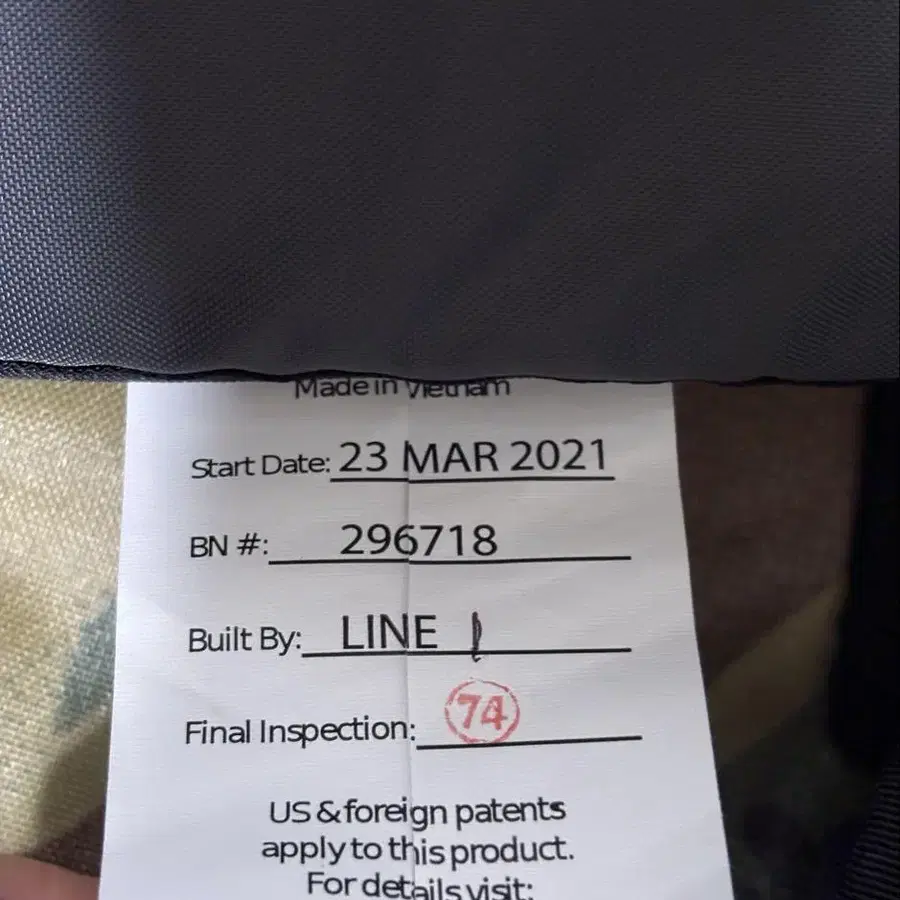 Made in Vietnam
Start Date: 23 MAR 2021
BN #: 296718
Built By: LINE 1
Final Inspection: 74
US & foreign patents
apply to this product.
For details visit: